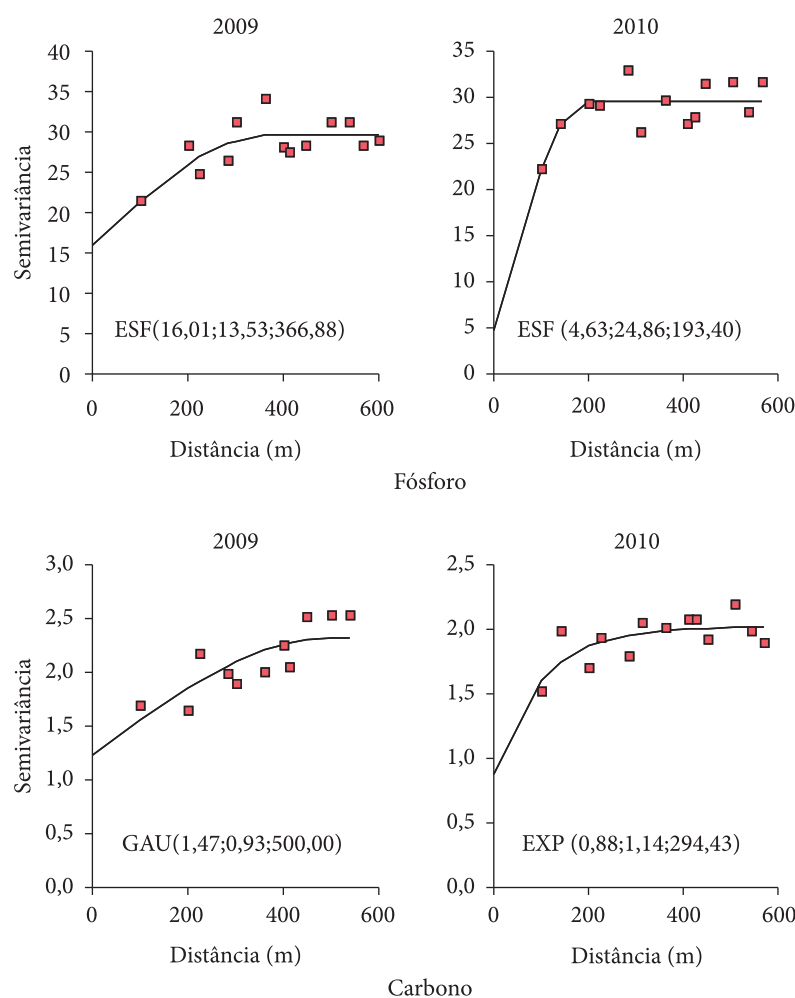 2009
40
35
30
25
20
15
10
5
0
Semivariância
ESF(16,01;13,53;366,88)
0 200 400 600
Distância (m)
2010
35
30
25
20
15
10
5
0
ESF (4,63;24,86;193,40)
0 200 400 600
Distância (m)
Fósforo
2009
3,0
2,5
2,0
1,5
1,0
0,5
0,0
Semivariância
GAU(1,47;0,93;500,00)
0 200 400 600
Distância (m)
2010
2,5
2,0
1,5
1,0
0,5
0,0
EXP (0,88;1,14;294,43)
0 200 400 600
Distância (m)
Carbono